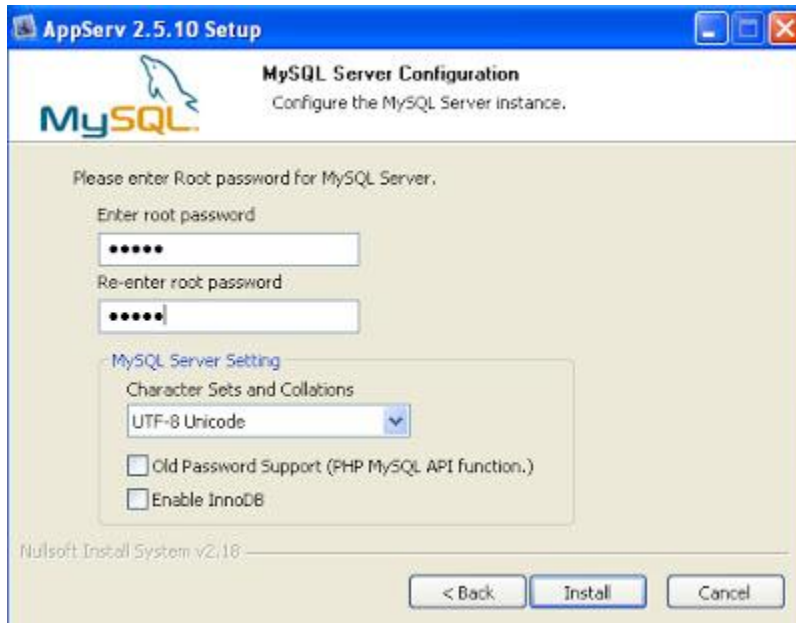 AppServ 2.5.10 Setup
MySQL Server Configuration
Configure the MySQL Server instance.
MySQL
Please enter Root password for MySQL Server.
Enter root password
•••••
Re-enter root password
•••••
MySQL Server Setting
Character Sets and Collations
UTF-8 Unicode
Old Password Support (PHP MySQL API function.)
Enable InnoDB
Nullsoft Install System v2.18
< Back Install Cancel